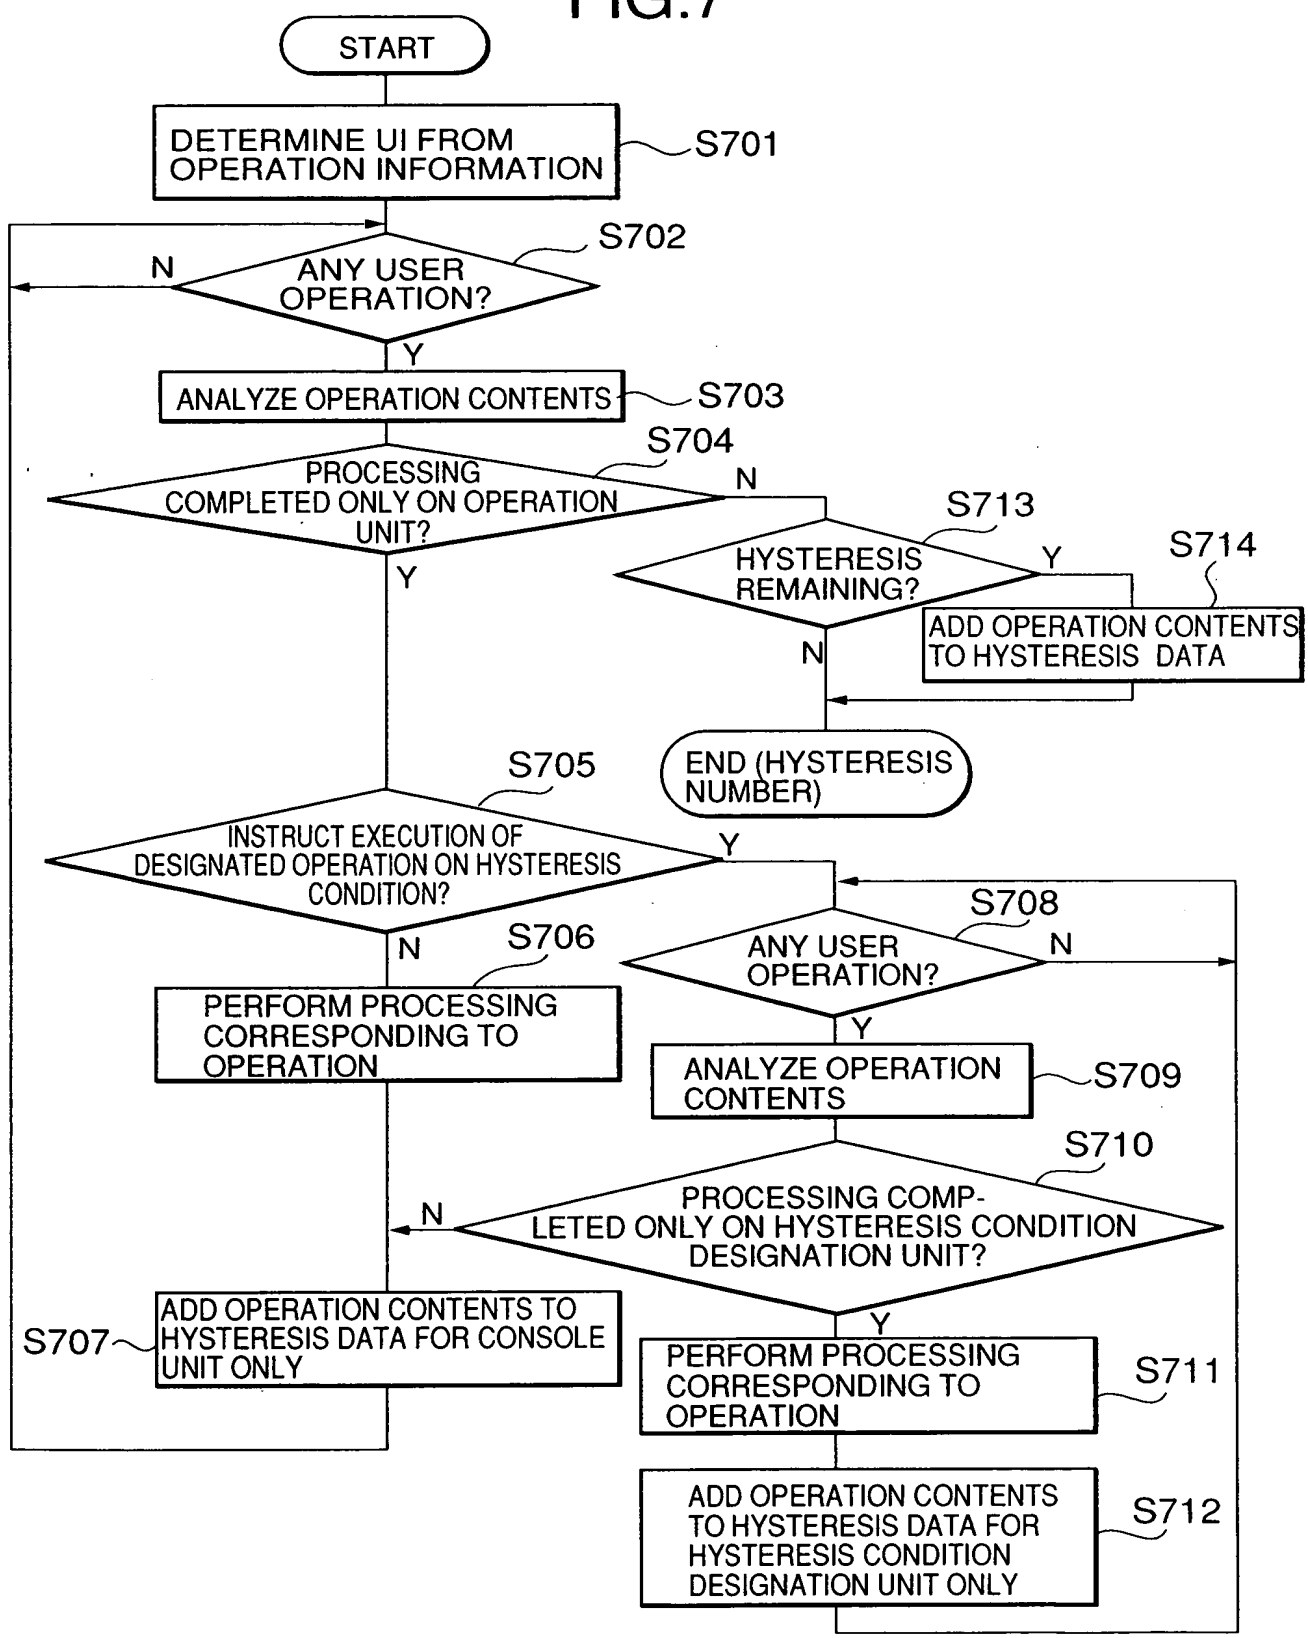 FIG.7
START
DETERMINE UI FROM
OPERATION INFORMATION
S701
S702
N
ANY USER
OPERATION?
Y
ANALYZE OPERATION CONTENTS
S703
S704
PROCESSING
COMPLETED ONLY ON OPERATION
UNIT?
N
Y
S713
HYSTERESIS
REMAINING?
Y
N
S714
ADD OPERATION CONTENTS
TO HYSTERESIS DATA
END (HYSTERESIS
NUMBER)
S705
INSTRUCT EXECUTION OF
DESIGNATED OPERATION ON HYSTERESIS
CONDITION?
Y
N
S706
PERFORM PROCESSING
CORRESPONDING TO
OPERATION
S708
ANY USER
OPERATION?
N
Y
ANALYZE OPERATION
CONTENTS
S709
S710
PROCESSING COMP-
LETED ONLY ON HYSTERESIS CONDITION
DESIGNATION UNIT?
N
Y
S707
ADD OPERATION CONTENTS TO
HYSTERESIS DATA FOR CONSOLE
UNIT ONLY
PERFORM PROCESSING
CORRESPONDING TO
OPERATION
S711
ADD OPERATION CONTENTS
TO HYSTERESIS DATA FOR
HYSTERESIS CONDITION
DESIGNATION UNIT ONLY
S712